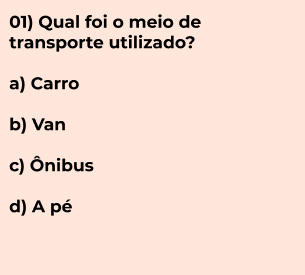 01) Qual foi o meio de
transporte utilizado?
a) Carro
b) Van
c) Ônibus
d) A pé